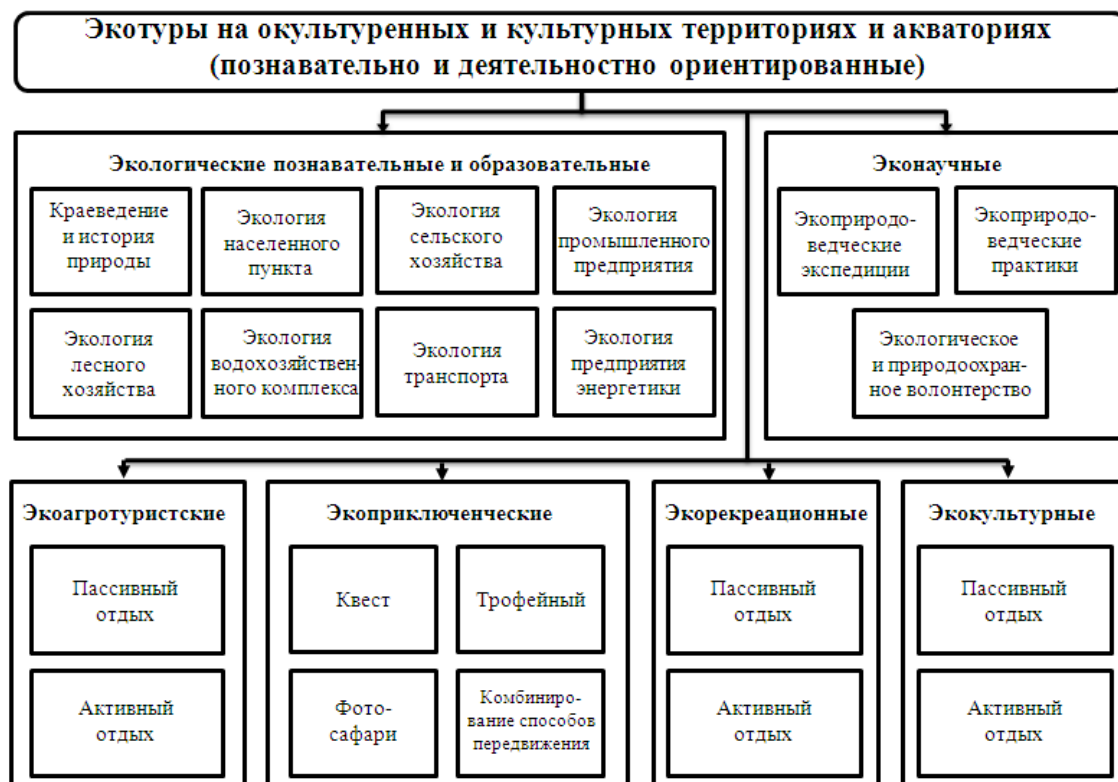 Экотуры на окультуренных и культурных территориях и акваториях
(познавательно и деятельностно ориентированные)
Экологические познавательные и образовательные
Краеведение
и история
природы
Экология
населенного
пункта
Экология
сельского
хозяйства
Экология
промышленного
предприятия
Экология
лесного
хозяйства
Экология
водохозяйствен-
ного комплекса
Экология
транспорта
Экология
предприятия
энергетики
Эконаучные
Экоприродо-
ведческие
экспедиции
Экоприродо-
ведческие
практики
Экологическое
и природоохран-
ное волонтерство
Экоагротуристские
Пассивный
отдых
Активный
отдых
Экоприключенческие
Квест
Трофейный
Фото-
сафари
Комбиниро-
вание способов
передвижения
Экорекреационные
Пассивный
отдых
Активный
отдых
Экокультурные
Пассивный
отдых
Активный
отдых